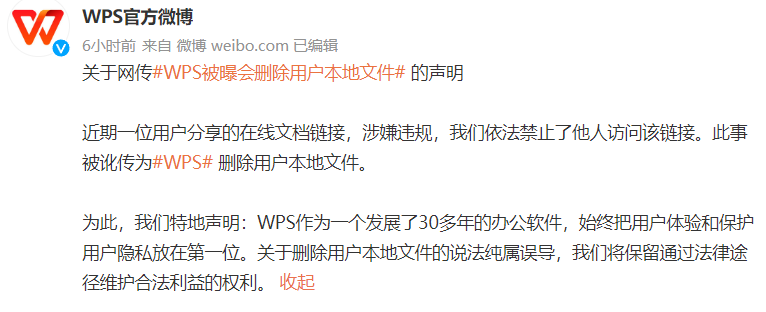 WPS官方微博
6小时前 来自 微博 weibo.com 已编辑
关于网传#WPS被曝会删除用户本地文件# 的声明
近期一位用户分享的在线文档链接，涉嫌违规，我们依法禁止了他人访问该链接。此事
被讹传为#WPS# 删除用户本地文件。
为此，我们特地声明：WPS作为一个发展了30多年的办公软件，始终把用户体验和保护
用户隐私放在第一位。关于删除用户本地文件的说法纯属误导，我们将保留通过法律途
径维护合法利益的权利。 收起